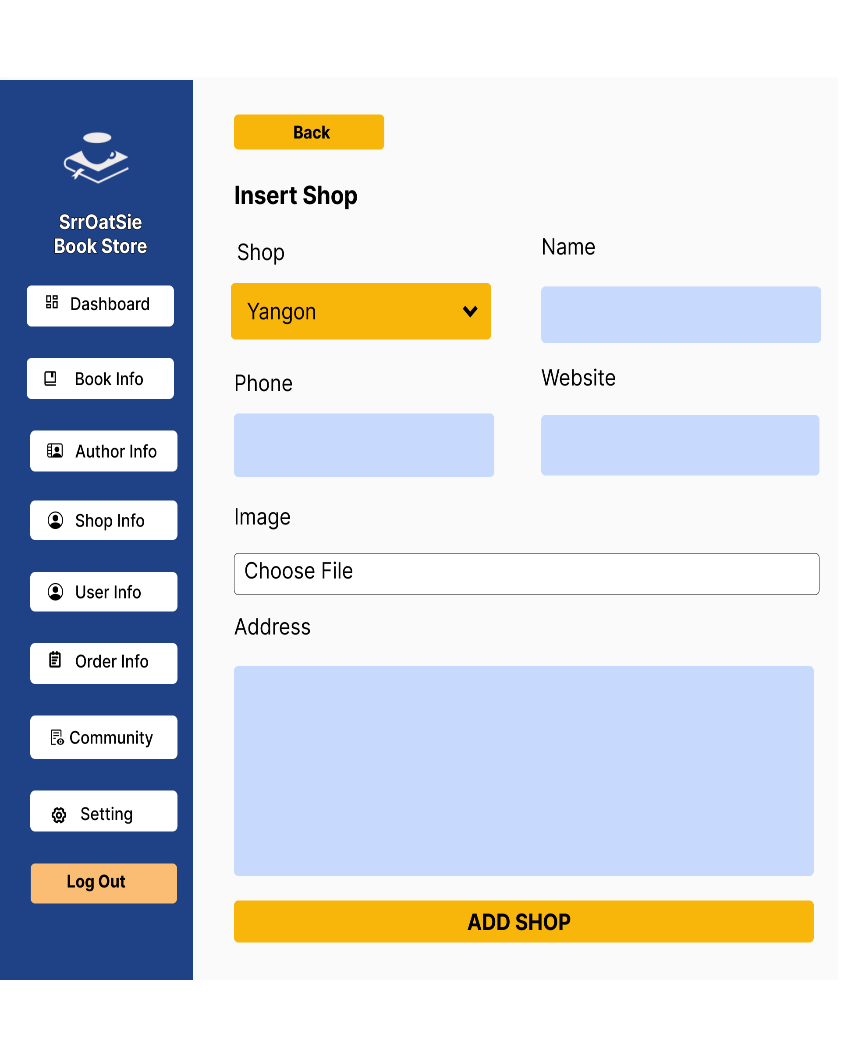 SrrOatSie
Book Store
Dashboard
Book Info
Author Info
Shop Info
User Info
Order Info
Community
Setting
Log Out
Back
Insert Shop
Shop
Name
Yangon
Phone
Website
Image
Choose File
Address
ADD SHOP